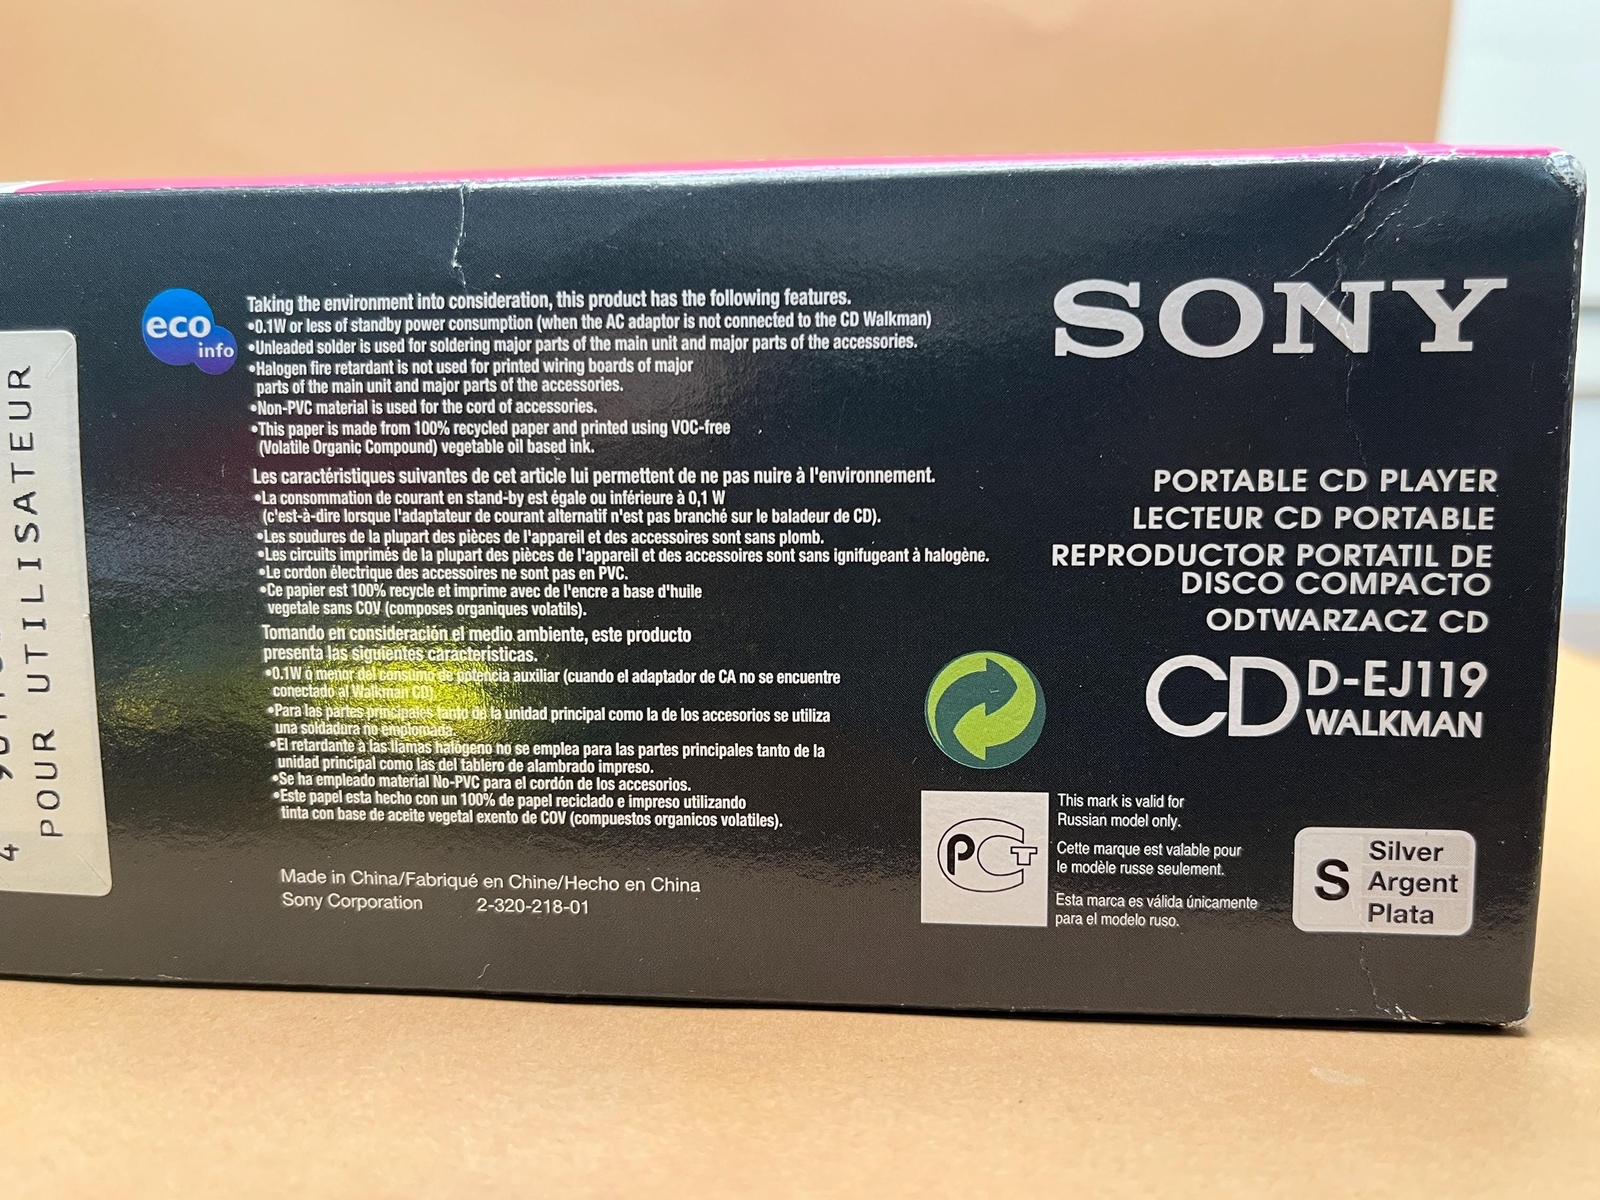 POUR UTILISATEUR
eco
info
Taking the environment into consideration, this product has the following features.
•0.1W or less of standby power consumption (when the AC adaptor is not connected to the CD Walkman)
•Unleaded solder is used for soldering major parts of the main unit and major parts of the accessories.
•Halogen fire retardant is not used for printed wiring boards of major
parts of the main unit and major parts of the accessories.
•Non-PVC material is used for the cord of accessories.
•This paper is made from 100% recycled paper and printed using VOC-free
(Volatile Organic Compound) vegetable oil based ink.
Les caractéristiques suivantes de cet article lui permettent de ne pas nuire à l'environnement.
•La consommation de courant en stand-by est égale ou inférieure à 0,1 W
(c'est-à-dire lorsque l'adaptateur de courant alternatif n'est pas branché sur le baladeur de CD).
•Les soudures de la plupart des pièces de l'appareil et des accessoires sont sans plomb.
•Les circuits imprimés de la plupart des pièces de l'appareil et des accessoires sont sans ignifugeant à halogène.
•Le cordon électrique des accessoires ne sont pas en PVC.
•Ce papier est 100% recycle et imprime avec de l'encre a base d'huile
vegetale sans COV (composes organiques volatils).
Tomando en consideración el medio ambiente, este producto
presenta las siguientes características.
•0.1W o menor del consumo de potencia auxiliar (cuando el adaptador de CA no se encuentre
conectado al Walkman CD)
•Para las partes principales tanto de la unidad principal como la de los accesorios se utiliza
una soldadura no emplomada.
•El retardante a las llamas halógeno no se emplea para las partes principales tanto de la
unidad principal como las del tablero de alambrado impreso.
•Se ha empleado material No-PVC para el cordón de los accesorios.
•Este papel esta hecho con un 100% de papel reciclado e impreso utilizando
tinta con base de aceite vegetal exento de COV (compuestos organicos volatiles).
Made in China/Fabriqué en Chine/Hecho en China
Sony Corporation 2-320-218-01
SONY
PORTABLE CD PLAYER
LECTEUR CD PORTABLE
REPRODUCTOR PORTATIL DE
DISCO COMPACTO
ODTWARZACZ CD
CD D-EJ119
WALKMAN
PCT
This mark is valid for
Russian model only.
Cette marque est valable pour
le modèle russe seulement.
Esta marca es válida únicamente
para el modelo ruso.
S
Silver
Argent
Plata